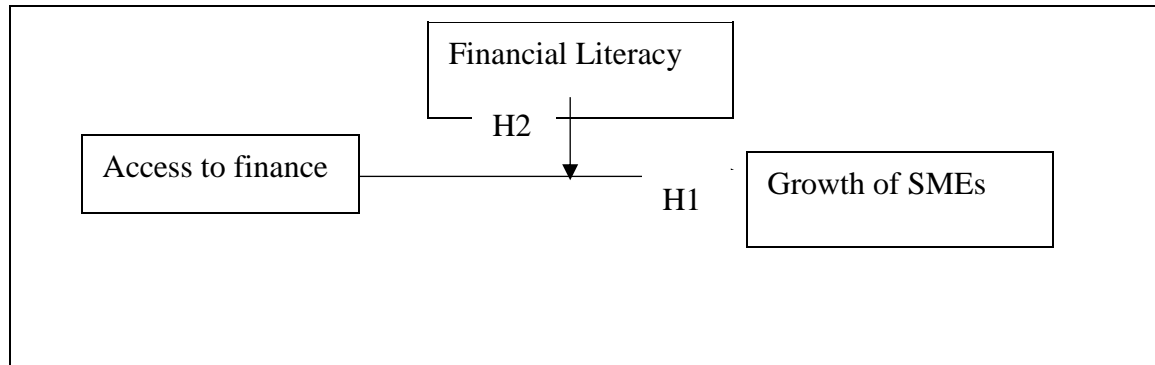 Financial Literacy
H2
Access to finance
Growth of SMEs
H1